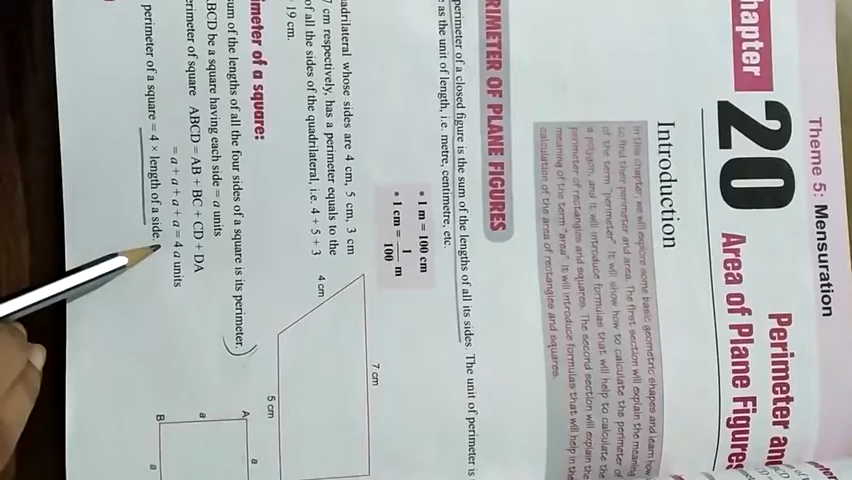 Theme 5: Mensuration
hapter
20
Perimeter an
Area of Plane Figures
Introduction
In this chapter, we will explore some basic geometric shapes and learn how
to find their perimeter and area. The first section will explain the meaning
of the term "perimeter". It will show how to calculate the perimeter of
a polygon, and it will introduce formulas that will help to calculate the
perimeter of rectangles and squares. The second section will explain the
meaning of the term "area". It will introduce formulas that will help in the
calculation of the area of rectangles and squares.
RIMETER OF PLANE FIGURES
perimeter of a closed figure is the sum of the lengths of all its sides. The unit of perimeter is
e as the unit of length, i.e. metre, centimetre, etc.
• 1 m = 100 cm
• 1 cm = 1/100 m
adrilateral whose sides are 4 cm, 5 cm, 3 cm
7 cm respectively, has a perimeter equals to the
of all the sides of the quadrilateral, i.e. 4 + 5 + 3
19 cm.
7 cm
4 cm
5 cm
imeter of a square:
um of the lengths of all the four sides of a square is its perimeter.
BCD be a square having each side = a units
erimeter of square ABCD = AB + BC + CD + DA
= a + a + a + a = 4 a units
perimeter of a square = 4 × length of a side
A
a
a
B
a